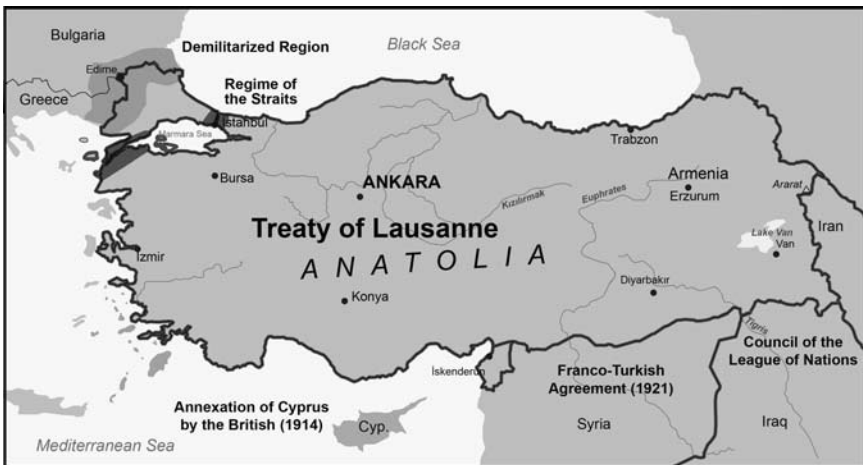 Bulgaria
Demilitarized Region
Black Sea
Edirne
Greece
Regime of
the Straits
İstanbul
Marmara Sea
Trabzon
Bursa
ANKARA
Armenia
Erzurum
Kızılırmak
Euphrates
Ararat
Iran
Treaty of Lausanne
Lake Van
Van
İzmir
ANATOLIA
Diyarbakır
Konya
Tigris
Council of the
League of Nations
İskenderun
Franco-Turkish
Agreement (1921)
Annexation of Cyprus
by the British (1914)
Cyp.
Syria
Iraq
Mediterranean Sea